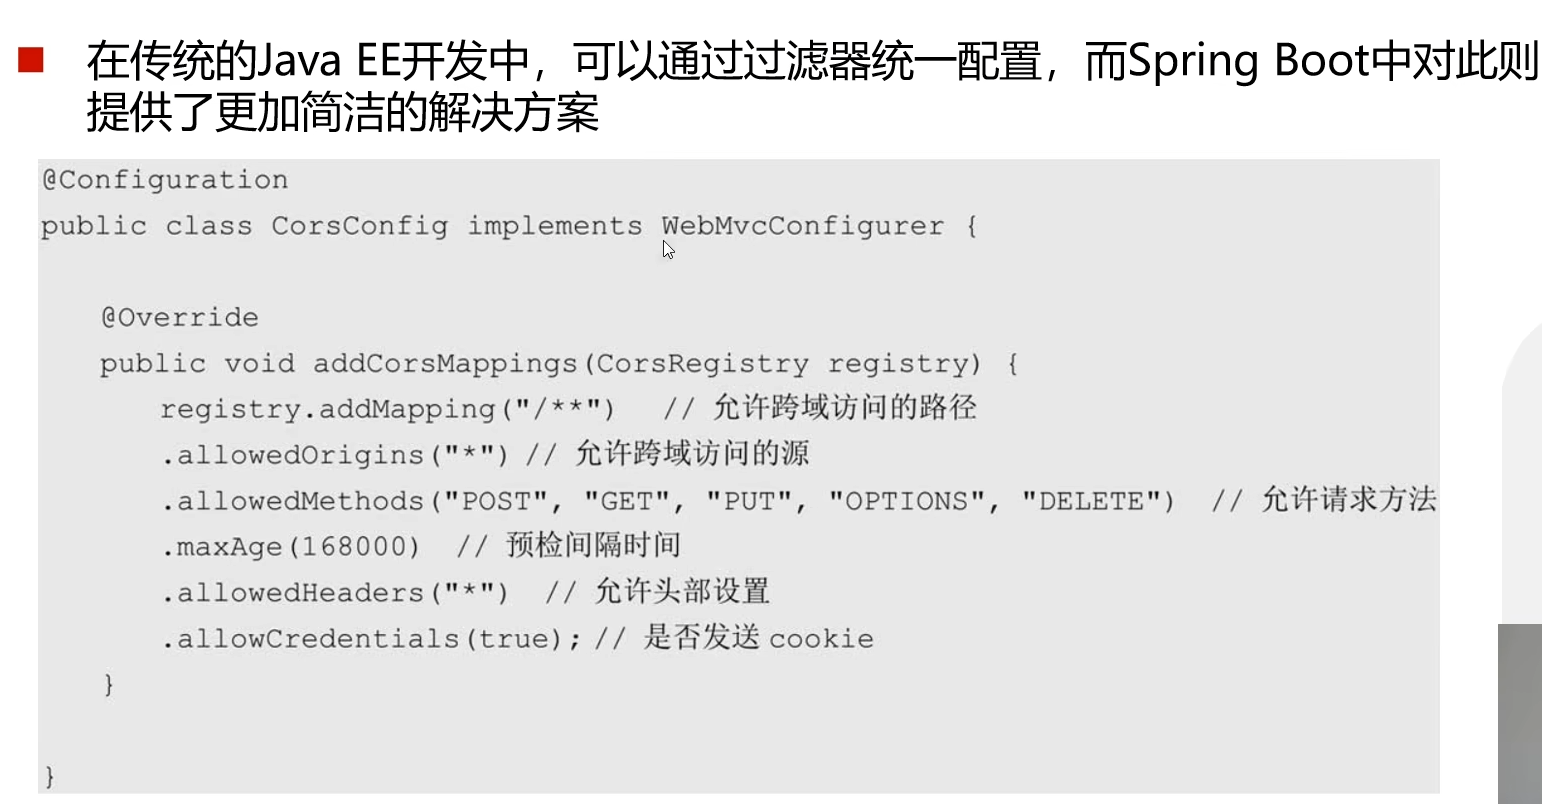 在传统的Java EE开发中，可以通过过滤器统一配置，而Spring Boot中对此则
提供了更加简洁的解决方案
@Configuration
public class CorsConfig implements WebMvcConfigurer {
@Override
public void addCorsMappings(CorsRegistry registry) {
registry.addMapping("/**") // 允许跨域访问的路径
.allowedOrigins("*") // 允许跨域访问的源
.allowedMethods("POST", "GET", "PUT", "OPTIONS", "DELETE") // 允许请求方法
.maxAge(168000) // 预检间隔时间
.allowedHeaders("*") // 允许头部设置
.allowCredentials(true); // 是否发送 cookie
}
}